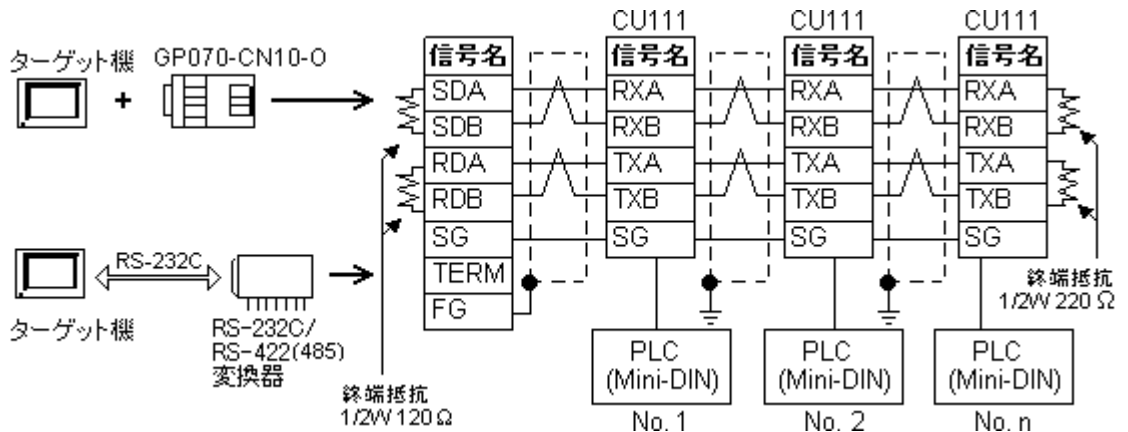 CU111 CU111 CU111
ターゲット機 GP070-CN10-O
+
信号名 信号名 信号名 信号名
SDA RXA RXA RXA
SDB RXB RXB RXB
RDA TXA TXA TXA
RDB TXB TXB TXB
SG SG SG SG
TERM
FG
RS-232C
ターゲット機
RS-232C/
RS-422(485)
変換器
終端抵抗
1/2W 120Ω
終端抵抗
1/2W 220Ω
PLC
(Mini-DIN)
No. 1
PLC
(Mini-DIN)
No. 2
PLC
(Mini-DIN)
No. n